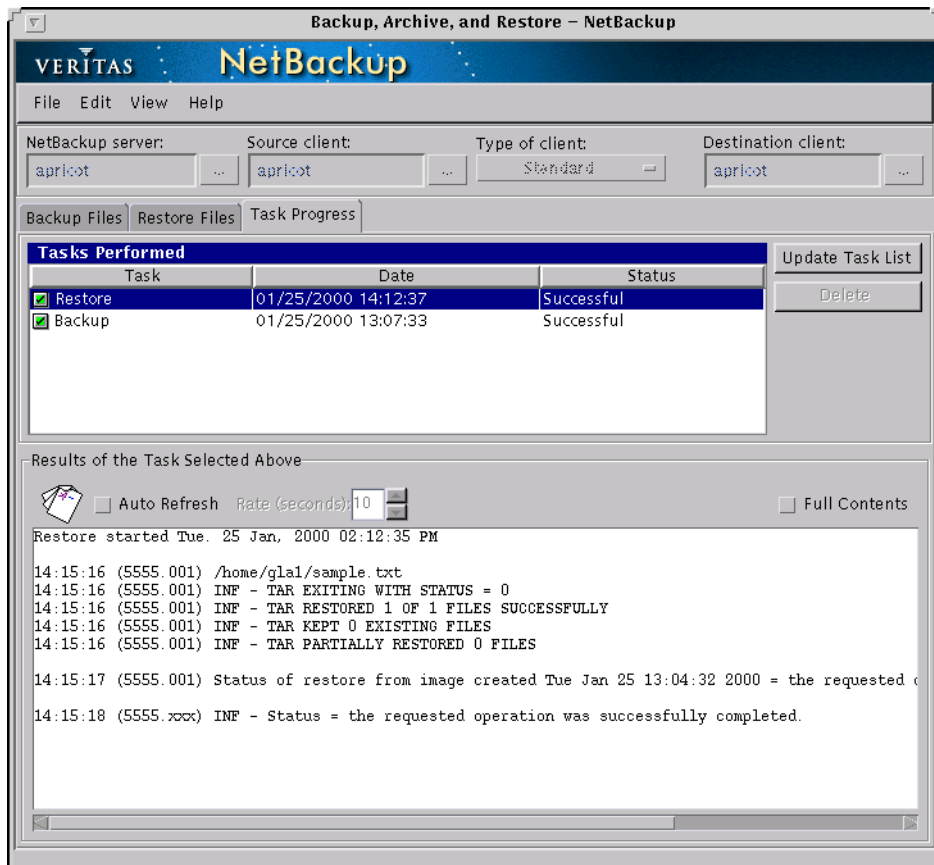 Backup, Archive, and Restore – NetBackup
VERITAS NetBackup
File Edit View Help
NetBackup server: Source client: Type of client: Destination client:
apricot ... apricot ... Standard apricot ...
Backup Files Restore Files Task Progress
Tasks Performed
Update Task List
Task Date Status
Restore 01/25/2000 14:12:37 Successful
Delete
Backup 01/25/2000 13:07:33 Successful
Results of the Task Selected Above
Auto Refresh Rate (seconds): 10 Full Contents
Restore started Tue. 25 Jan, 2000 02:12:35 PM
14:15:16 (5555.001) /home/gla1/sample.txt
14:15:16 (5555.001) INF - TAR EXITING WITH STATUS = 0
14:15:16 (5555.001) INF - TAR RESTORED 1 OF 1 FILES SUCCESSFULLY
14:15:16 (5555.001) INF - TAR KEPT 0 EXISTING FILES
14:15:16 (5555.001) INF - TAR PARTIALLY RESTORED 0 FILES
14:15:17 (5555.001) Status of restore from image created Tue Jan 25 13:04:32 2000 = the requested
14:15:18 (5555.xxx) INF - Status = the requested operation was successfully completed.